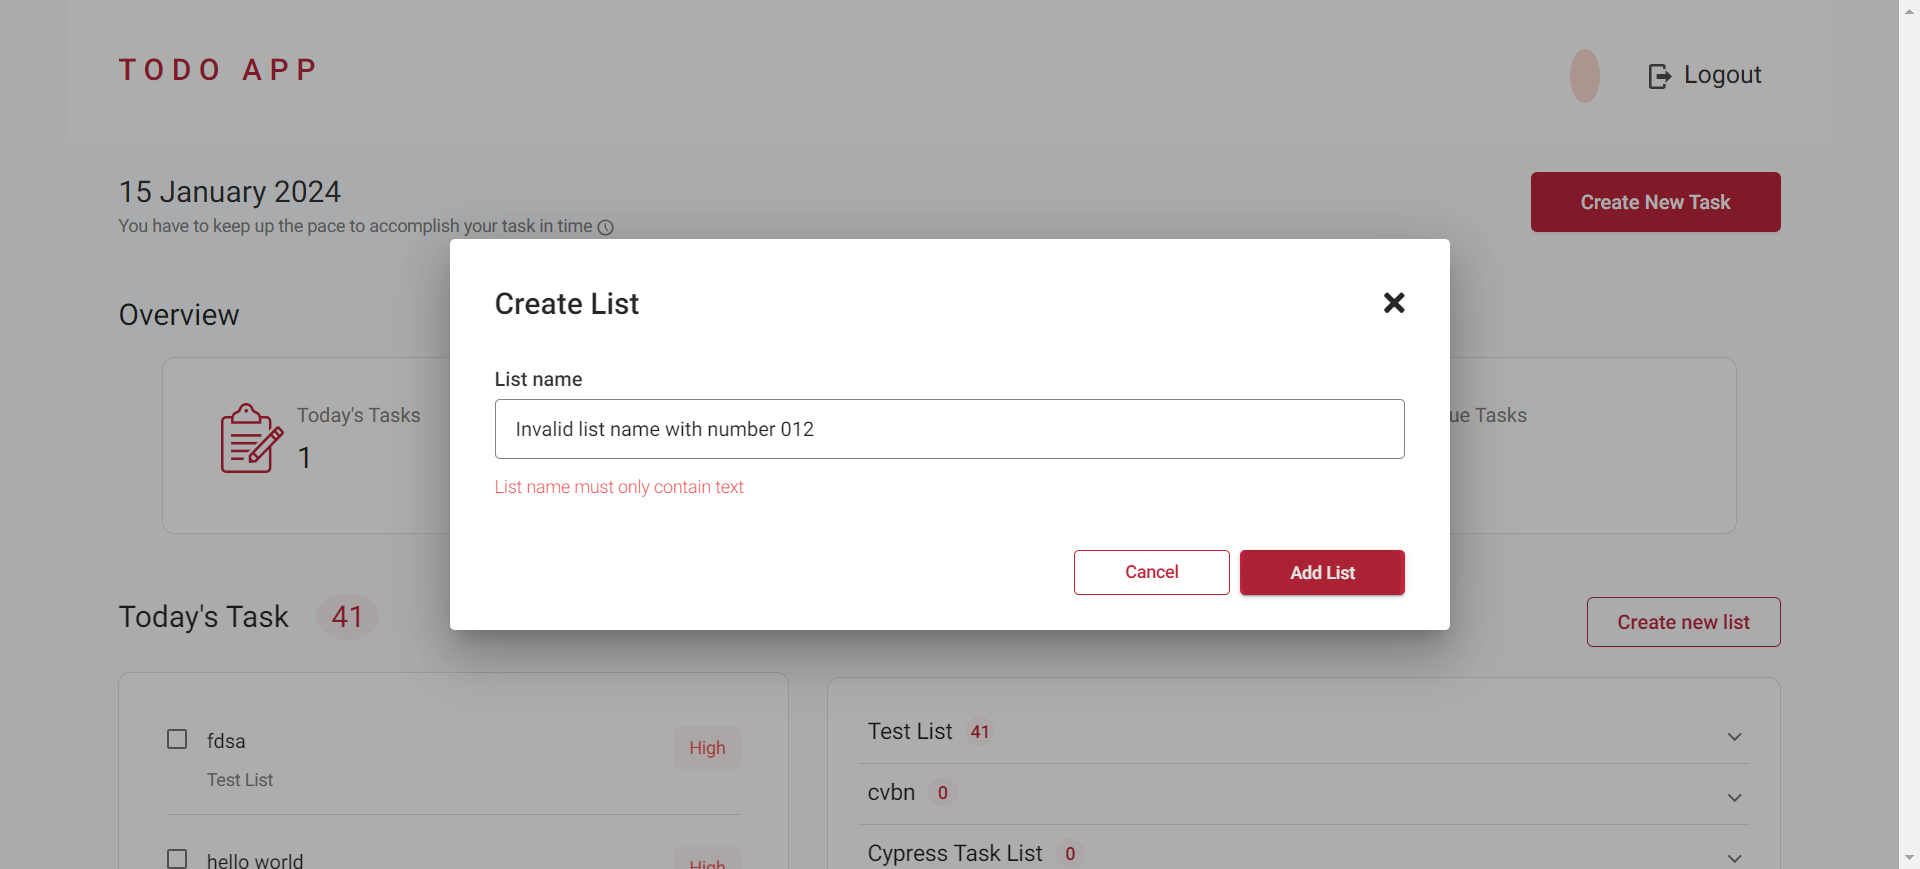 TODO APP
Logout
15 January 2024
You have to keep up the pace to accomplish your task in time
Create New Task
Overview
Today's Tasks
1
ue Tasks
Create List
List name
Invalid list name with number 012
List name must only contain text
Cancel
Add List
Today's Task 41
Create new list
fdsa
High
Test List
hello world
High
Test List 41
cvbn 0
Cypress Task List 0